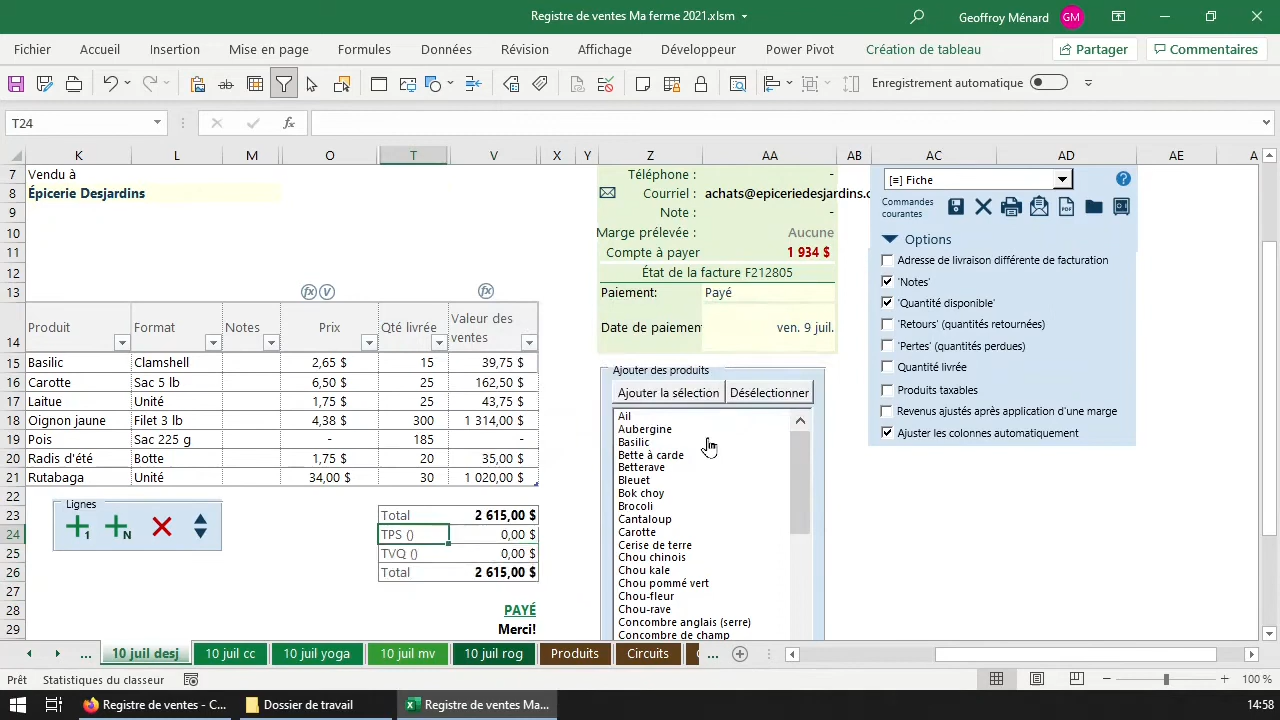 Registre de ventes Ma ferme 2021.xlsm
Geoffroy Ménard GM
Fichier Accueil Insertion Mise en page Formules Données Révision Affichage Développeur Power Pivot Création de tableau Partager Commentaires
Enregistrement automatique
T24 fx
K L M O T V X Y Z AA AB AC AD AE A
7 Vendu à
8 Épicerie Desjardins
9
10
11
12
13
14 Produit Format Notes Prix Qté livrée Valeur des ventes
15 Basilic Clamshell 2,65 $ 15 39,75 $
16 Carotte Sac 5 lb 6,50 $ 25 162,50 $
17 Laitue Unité 1,75 $ 25 43,75 $
18 Oignon jaune Filet 3 lb 4,38 $ 300 1 314,00 $
19 Pois Sac 225 g - 185 -
20 Radis d'été Botte 1,75 $ 20 35,00 $
21 Rutabaga Unité 34,00 $ 30 1 020,00 $
22
Lignes
1 N
23 Total 2 615,00 $
24 TPS () 0,00 $
25 TVQ () 0,00 $
26 Total 2 615,00 $
27
28 PAYÉ
29 Merci!
Téléphone : -
Courriel : achats@epiceriedesjardins.c
Note : -
Marge prélevée : Aucune
Compte à payer 1 934 $
État de la facture F212805
Paiement: Payé
Date de paiemen ven. 9 juil.
fx V
fx
Ajouter des produits
Ajouter la sélection Désélectionner
Ail
Aubergine
Basilic
Bette à carde
Betterave
Bleuet
Bok choy
Brocoli
Cantaloup
Carotte
Cerise de terre
Chou chinois
Chou kale
Chou pommé vert
Chou-fleur
Chou-rave
Concombre anglais (serre)
Concombre de champ
[≡] Fiche
?
Commandes courantes
PDF
Options
Adresse de livraison différente de facturation
'Notes'
'Quantité disponible'
'Retours' (quantités retournées)
'Pertes' (quantités perdues)
Quantité livrée
Produits taxables
Revenus ajustés après application d'une marge
Ajuster les colonnes automatiquement
... 10 juil desj 10 juil cc 10 juil yoga 10 juil mv 10 juil rog Produits Circuits ...
Prêt Statistiques du classeur 100 %
Registre de ventes - C... Dossier de travail Registre de ventes Ma... 14:58